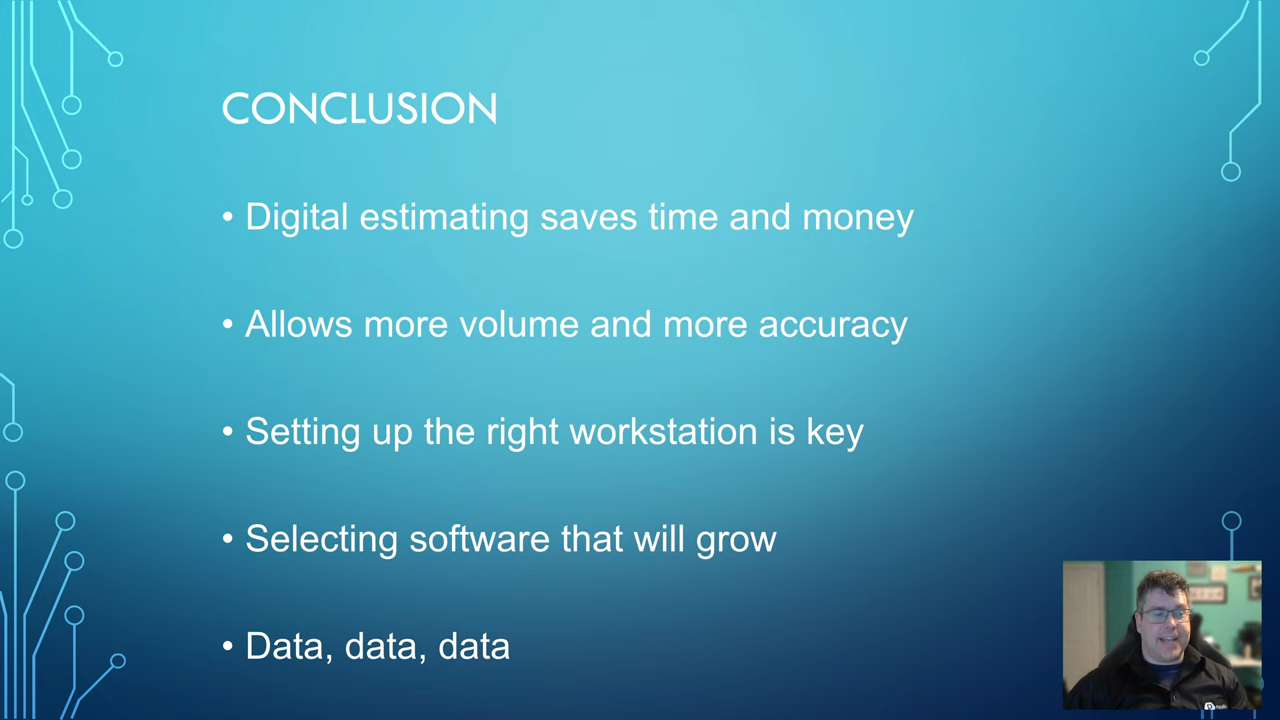 CONCLUSION
• Digital estimating saves time and money
• Allows more volume and more accuracy
• Setting up the right workstation is key
• Selecting software that will grow
• Data, data, data